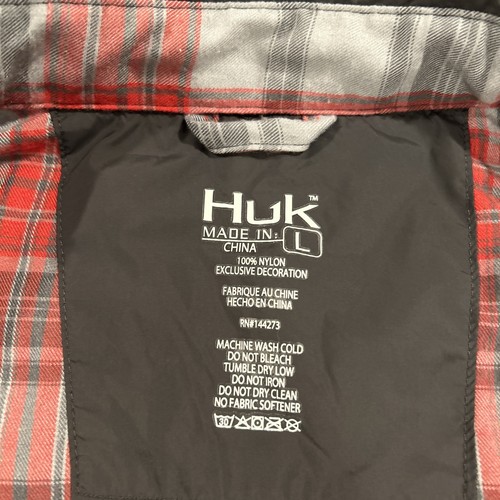 Huk™
MADE IN: L
CHINA
100% NYLON
EXCLUSIVE DECORATION
FABRIQUE AU CHINE
HECHO EN CHINA
RN#144273
MACHINE WASH COLD
DO NOT BLEACH
TUMBLE DRY LOW
DO NOT IRON
DO NOT DRY CLEAN
NO FABRIC SOFTENER
30